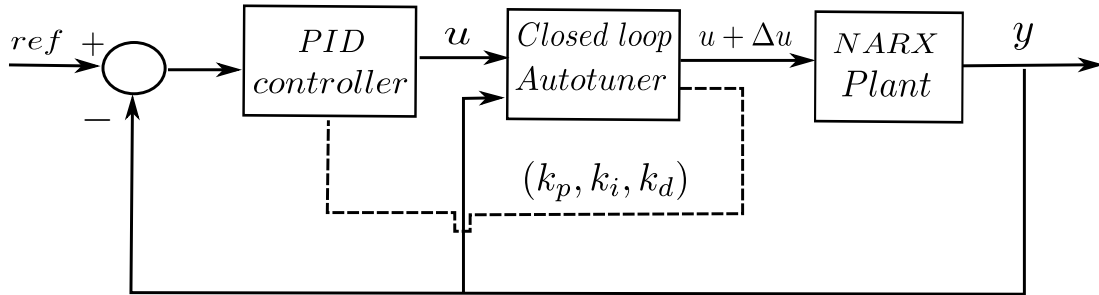 ref
+
−
PID
controller
u
Closed loop
Autotuner
u + Δu
NARX
Plant
y
(k_p, k_i, k_d)